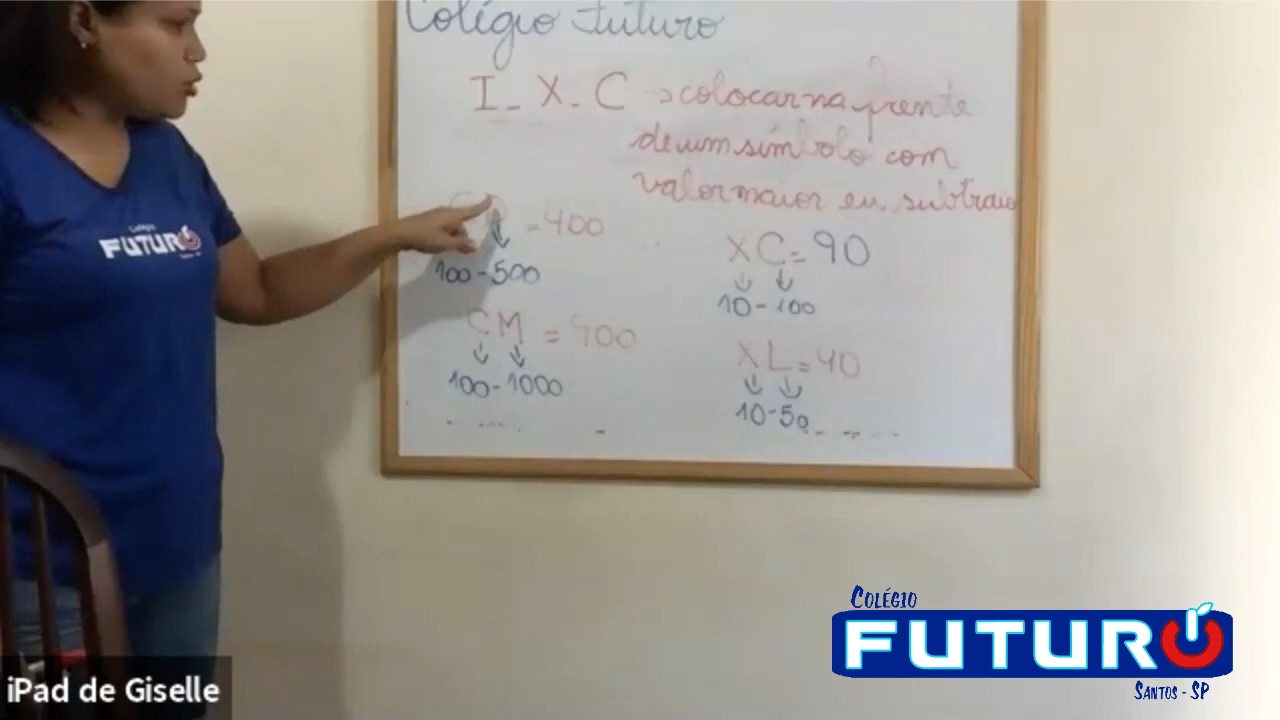 Colégio Futuro
I - X - C → colocar na frente
de um símbolo com
valor maior eu subtraio
CD - 400
100 - 500
CM = 900
100 - 1000
XC = 90
10 - 100
XL = 40
10 - 50
Colégio
FUTURO
COLÉGIO
FUTURO
SANTOS - SP
iPad de Giselle